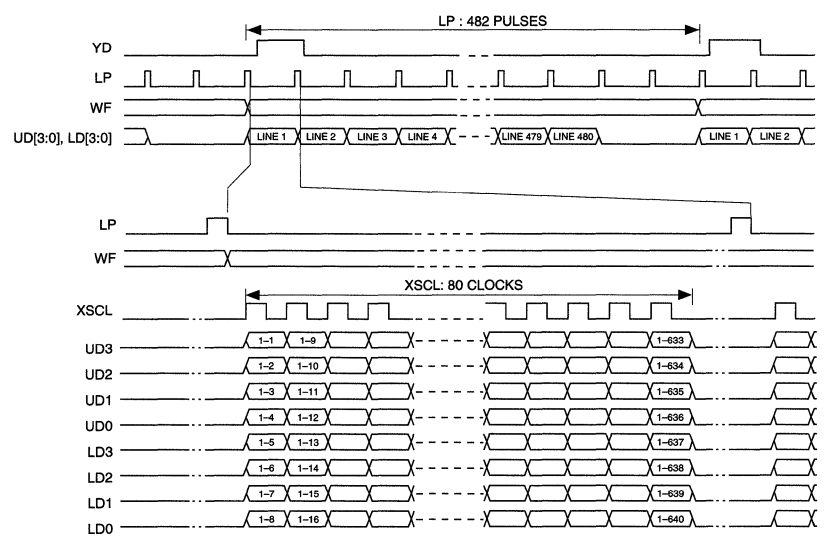 LP : 482 PULSES
YD
LP
WF
UD[3:0], LD[3:0] LINE 1 LINE 2 LINE 3 LINE 4 LINE 479 LINE 480 LINE 1 LINE 2
LP
WF
XSCL: 80 CLOCKS
XSCL
UD3 1–1 1–9 1–633
UD2 1–2 1–10 1–634
UD1 1–3 1–11 1–635
UD0 1–4 1–12 1–636
LD3 1–5 1–13 1–637
LD2 1–6 1–14 1–638
LD1 1–7 1–15 1–639
LD0 1–8 1–16 1–640